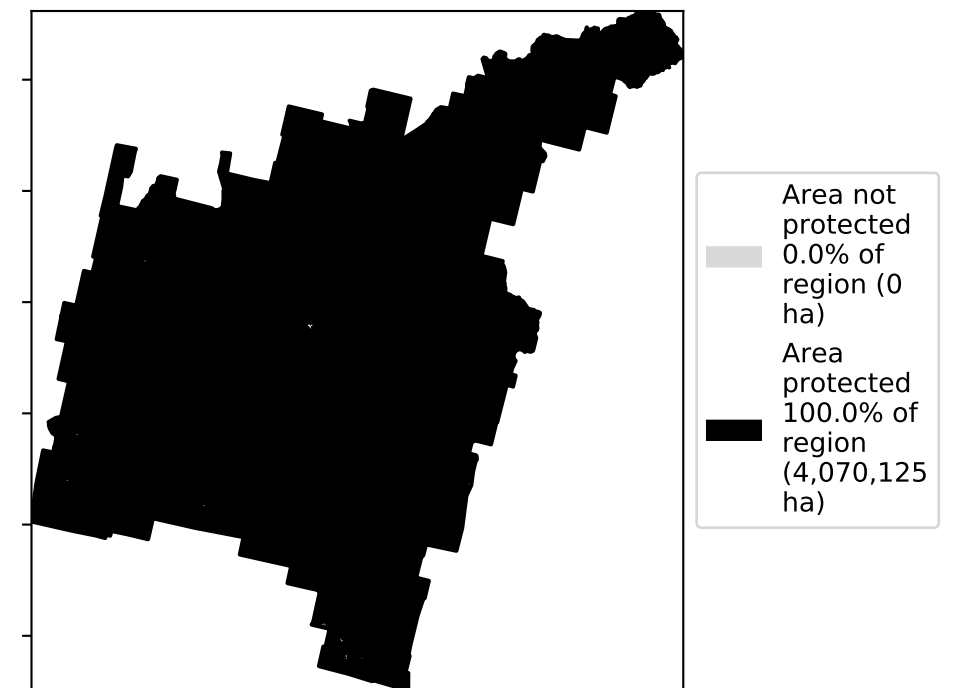 Area not
protected
0.0% of
region (0
ha)
Area
protected
100.0% of
region
(4,070,125
ha)